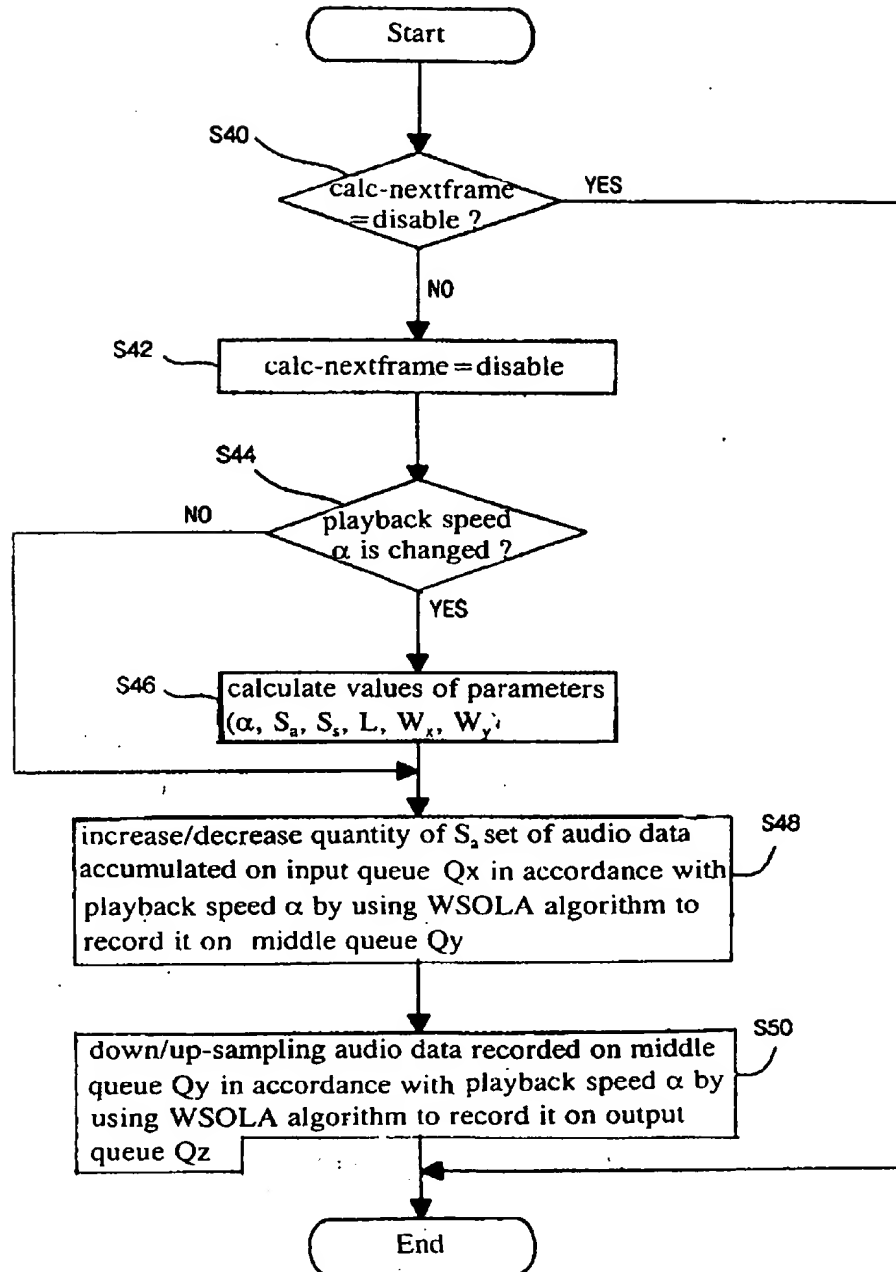 Start
S40
calc-nextframe
=disable ?
YES
NO
S42
calc-nextframe=disable
S44
playback speed
α is changed ?
NO
YES
S46
calculate values of parameters
(α, Sₐ, Sₛ, L, Wₓ, W_y)
increase/decrease quantity of Sₐ set of audio data
accumulated on input queue Qx in accordance with
playback speed α by using WSOLA algorithm to
record it on middle queue Qy
S48
down/up-sampling audio data recorded on middle
queue Qy in accordance with playback speed α by
using WSOLA algorithm to record it on output
queue Qz
S50
End